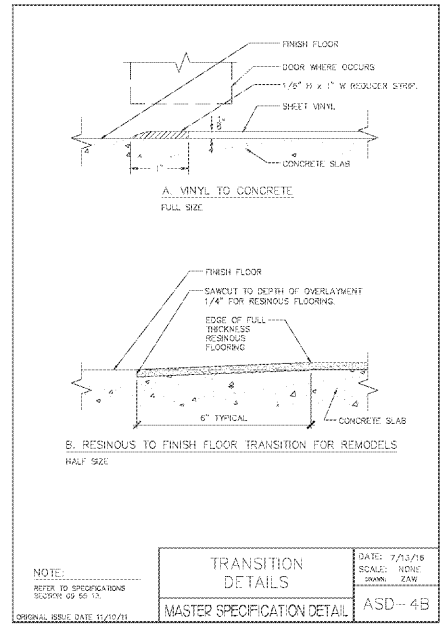 FINISH FLOOR
DOOR WHERE OCCURS
1/8" H x 1" W REDUCER STRIP.
SHEET VINYL
1/8"
CONCRETE SLAB
1"
A. VINYL TO CONCRETE
FULL SIZE
FINISH FLOOR
SAWCUT TO DEPTH OF OVERLAYMENT
1/4" FOR RESINOUS FLOORING.
EDGE OF FULL
THICKNESS
RESINOUS
FLOORING
6" TYPICAL
CONCRETE SLAB
B. RESINOUS TO FINISH FLOOR TRANSITION FOR REMODELS
HALF SIZE
NOTE:
REFER TO SPECIFICATIONS
SECTION
ORIGINAL ISSUE DATE 11/10/11
TRANSITION
DETAILS
MASTER SPECIFICATION DETAIL
DATE:
SCALE: NONE
DRAWN: ZAW
ASD-4B